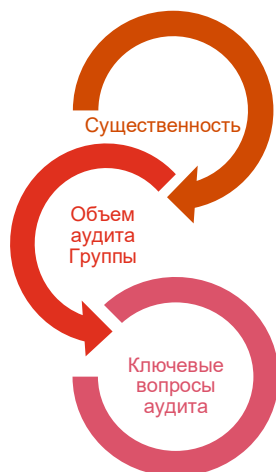 Существенность
Объем
аудита
Группы
Ключевые
вопросы
аудита